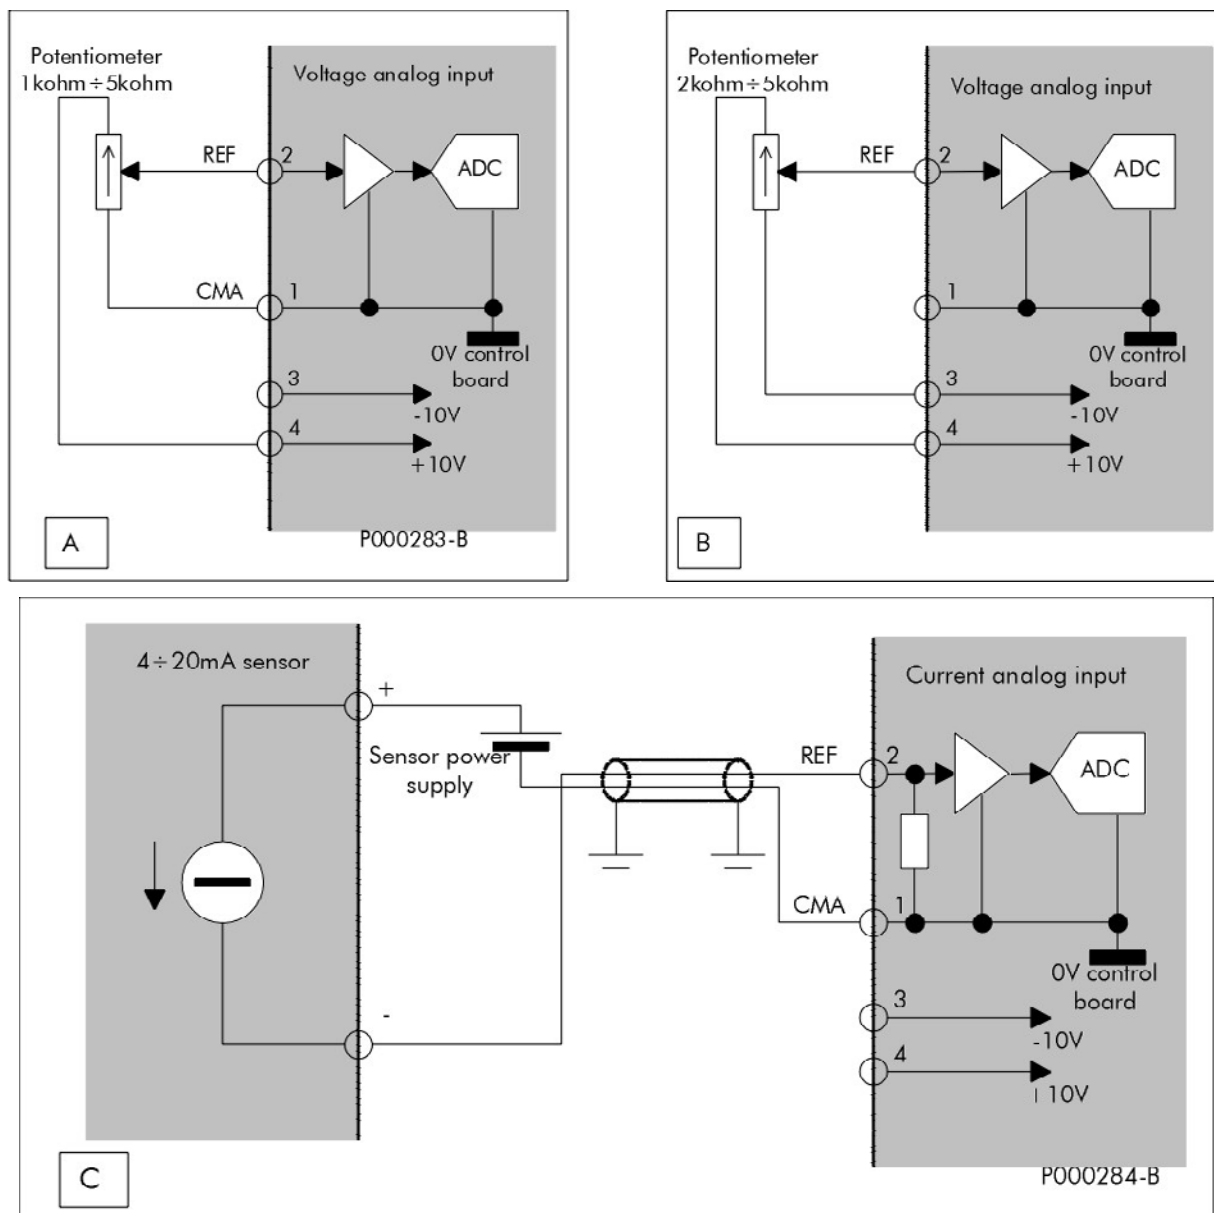 Potentiometer
1kohm÷5kohm
Voltage analog input
REF
2
ADC
CMA
1
0V control
board
3
-10V
4
+10V
A
P000283-B
Potentiometer
2kohm÷5kohm
Voltage analog input
REF
2
ADC
1
0V control
board
3
-10V
4
+10V
B
4÷20mA sensor
+
Sensor power
supply
-
Current analog input
REF
2
ADC
CMA
1
0V control
board
3
-10V
4
+10V
C
P000284-B